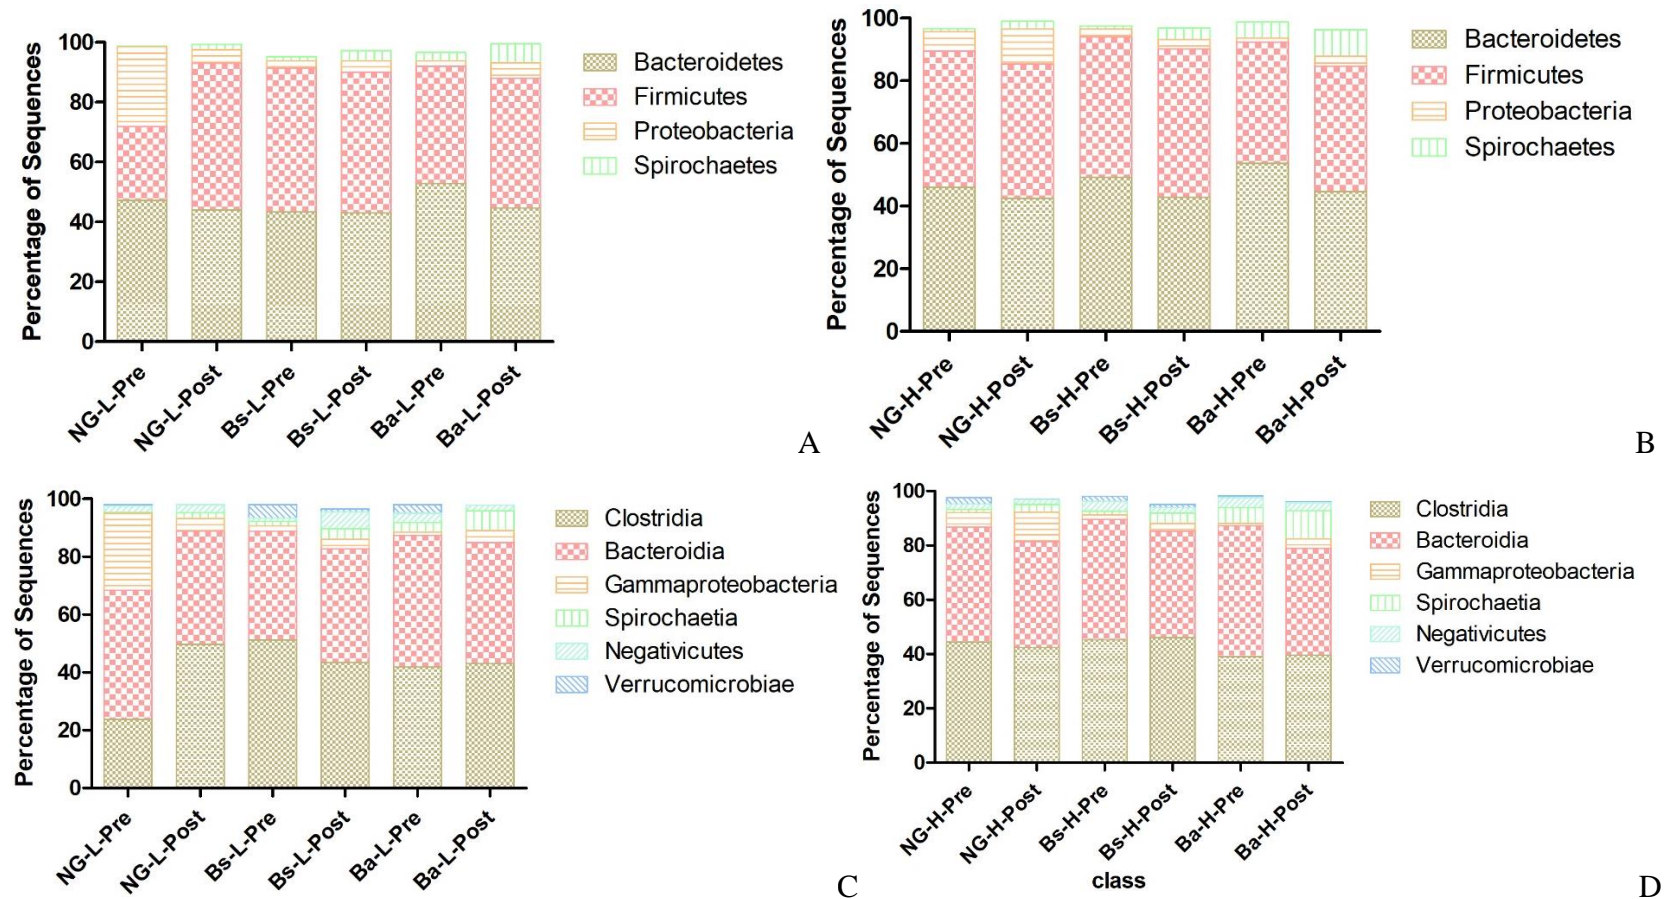 Percentage of Sequences
100
80
60
40
20
0
NG-L-Pre
NG-L-Post
Bs-L-Pre
Bs-L-Post
Ba-L-Pre
Ba-L-Post
Bacteroidetes
Firmicutes
Proteobacteria
Spirochaetes
A
Percentage of Sequences
100
80
60
40
20
0
NG-H-Pre
NG-H-Post
Bs-H-Pre
Bs-H-Post
Ba-H-Pre
Ba-H-Post
Bacteroidetes
Firmicutes
Proteobacteria
Spirochaetes
B
Percentage of Sequences
100
80
60
40
20
0
NG-L-Pre
NG-L-Post
Bs-L-Pre
Bs-L-Post
Ba-L-Pre
Ba-L-Post
Clostridia
Bacteroidia
Gammaproteobacteria
Spirochaetia
Negativicutes
Verrucomicrobiae
C
Percentage of Sequences
100
80
60
40
20
0
NG-H-Pre
NG-H-Post
Bs-H-Pre
Bs-H-Post
Ba-H-Pre
Ba-H-Post
class
Clostridia
Bacteroidia
Gammaproteobacteria
Spirochaetia
Negativicutes
Verrucomicrobiae
D